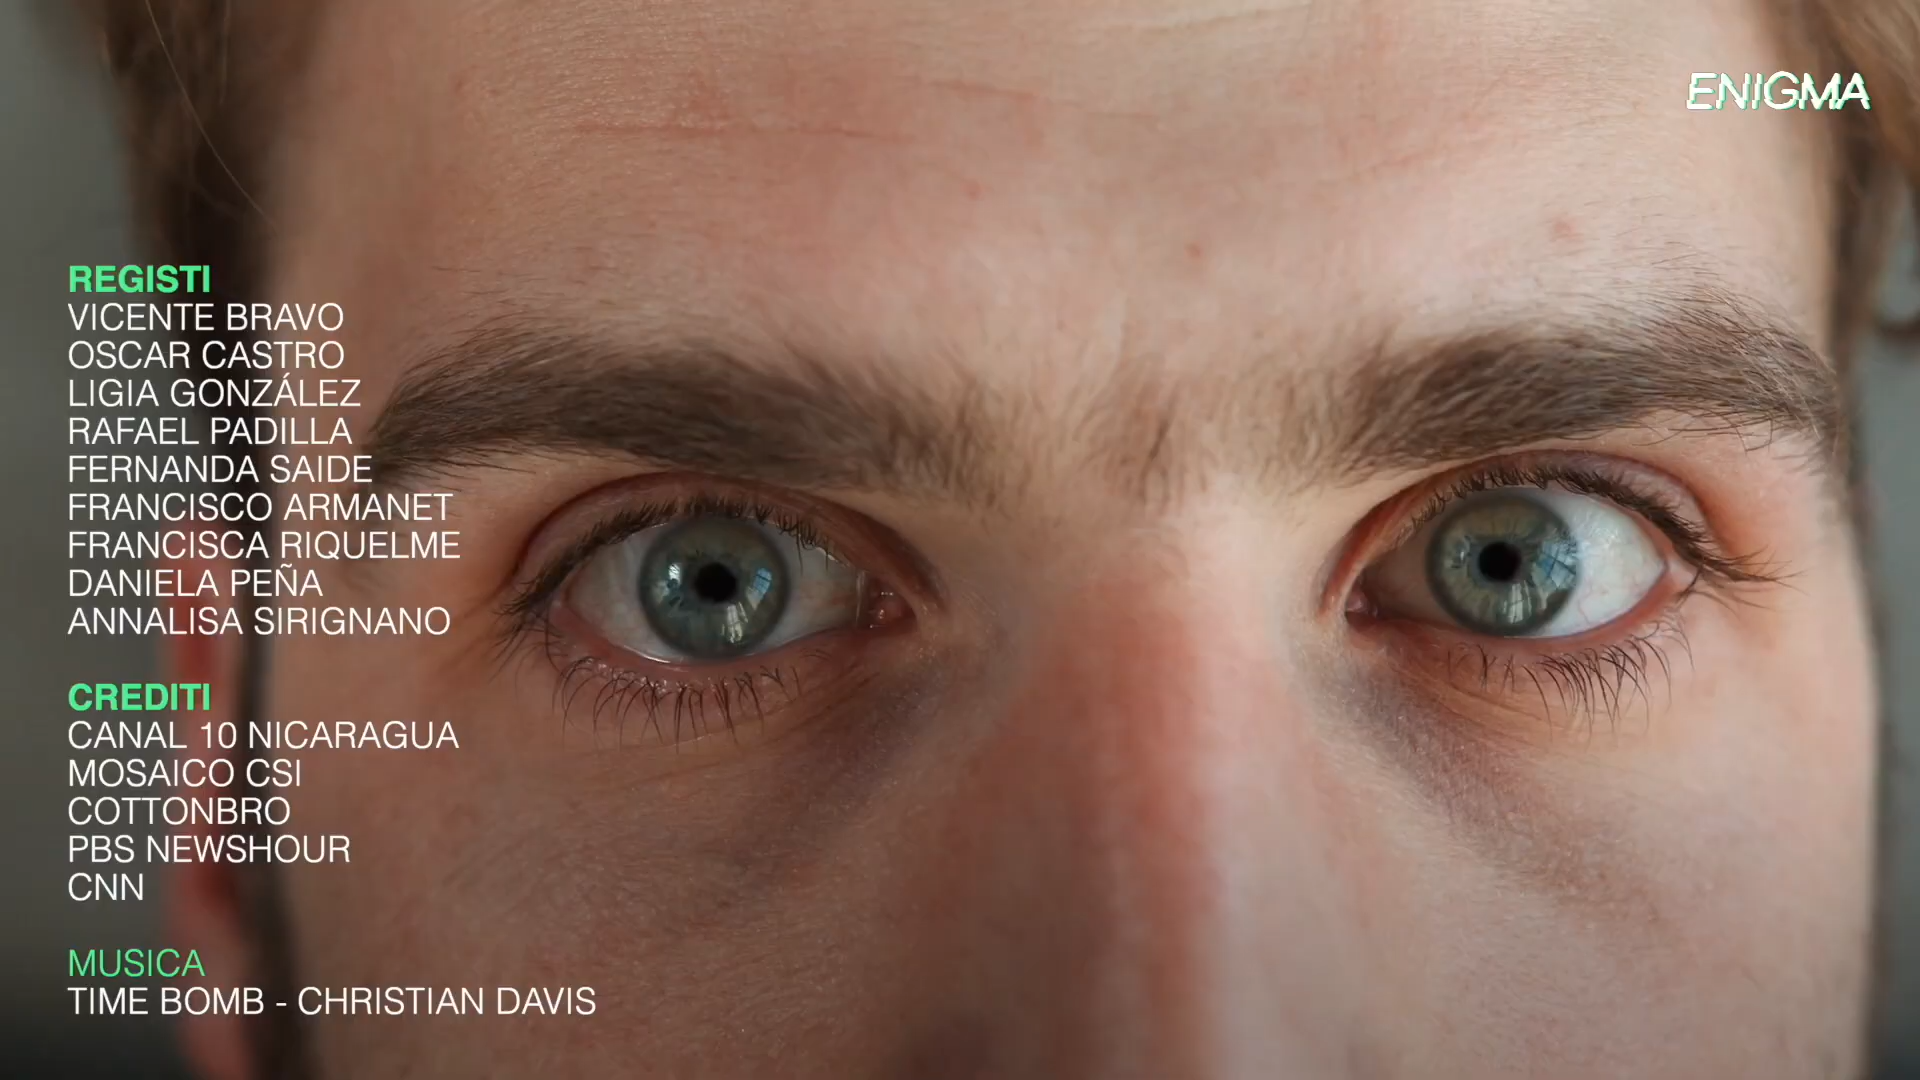 ENIGMA
REGISTI
VICENTE BRAVO
OSCAR CASTRO
LIGIA GONZÁLEZ
RAFAEL PADILLA
FERNANDA SAIDE
FRANCISCO ARMANET
FRANCISCA RIQUELME
DANIELA PEÑA
ANNALISA SIRIGNANO
CREDITI
CANAL 10 NICARAGUA
MOSAICO CSI
COTTONBRO
PBS NEWSHOUR
CNN
MUSICA
TIME BOMB - CHRISTIAN DAVIS